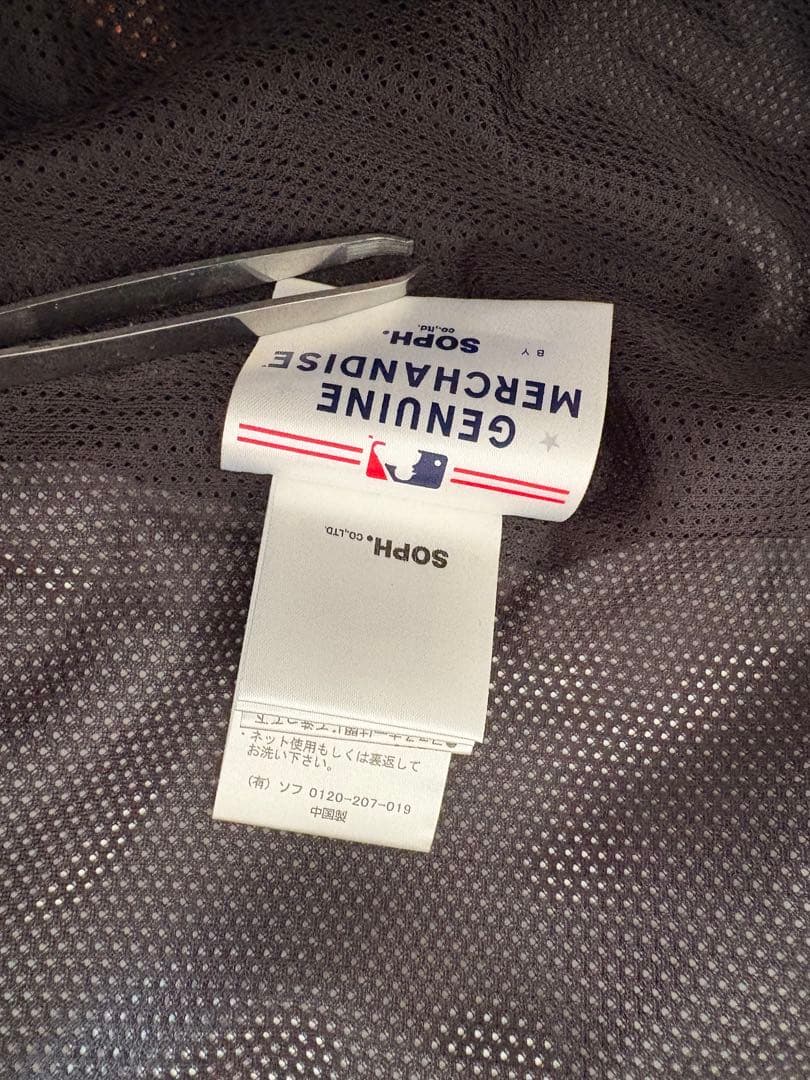 GENUINE
MERCHANDISE™
BY SOPH.
co.,ltd.
SOPH.CO.,LTD.
・ネット使用もしくは裏返して
お洗い下さい。
(有) ソフ 0120-207-019
中国製